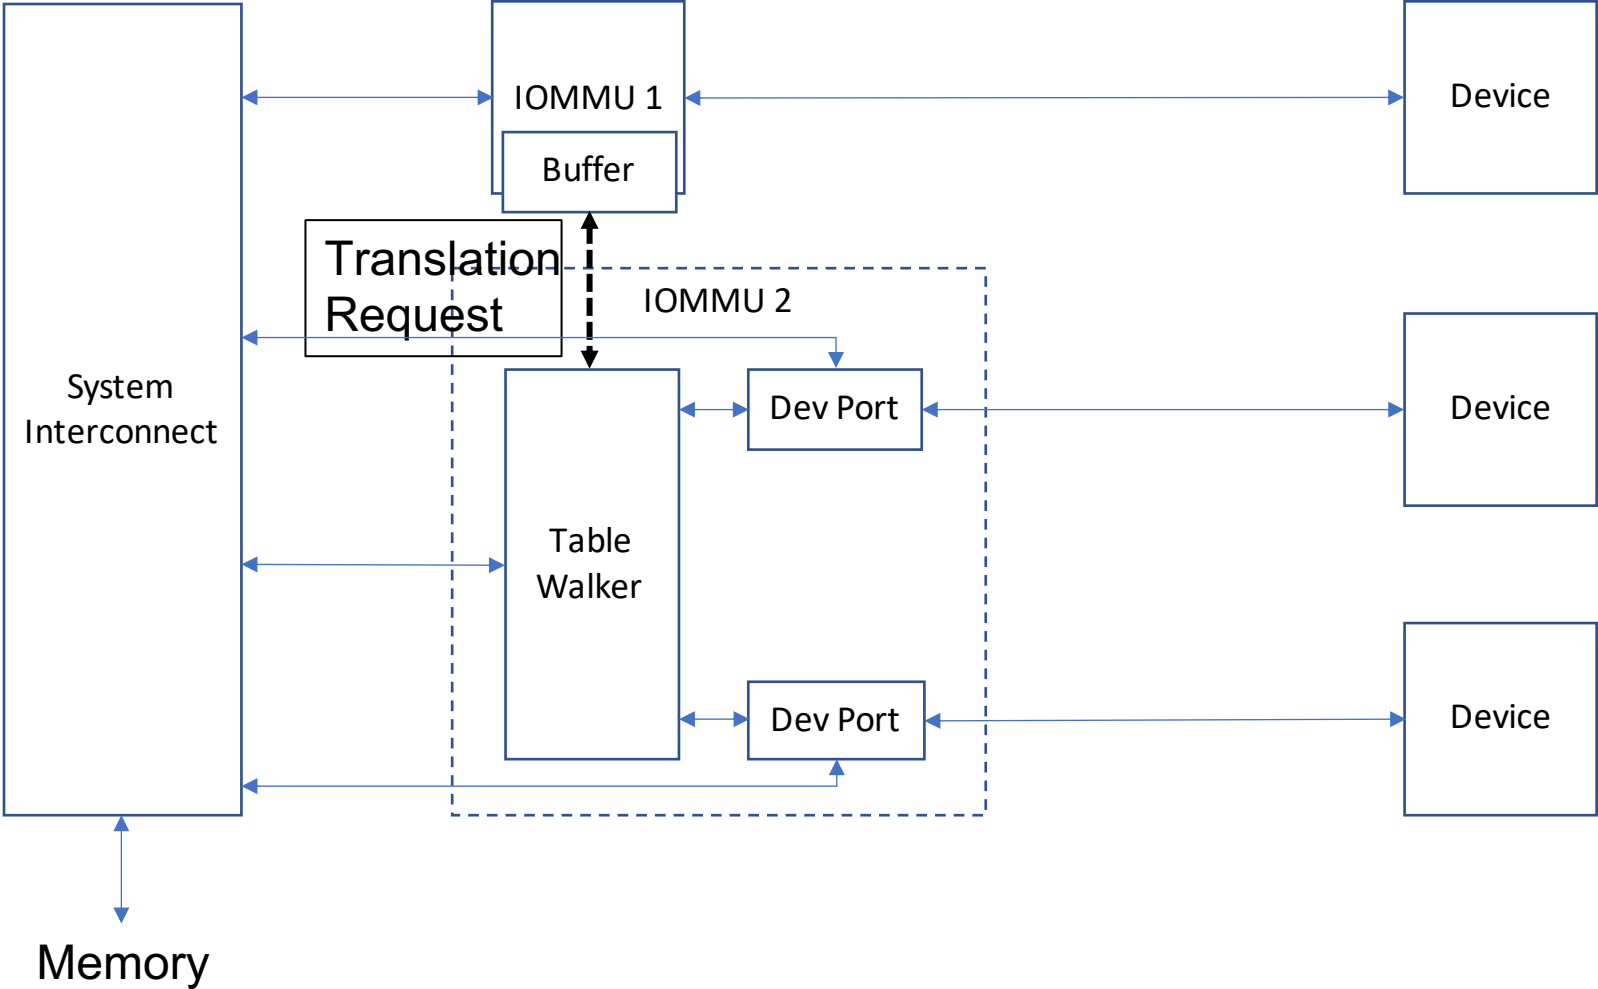 IOMMU 1
Device
Buffer
Translation
Request
IOMMU 2
System
Interconnect
Dev Port
Device
Table
Walker
Dev Port
Device
Memory